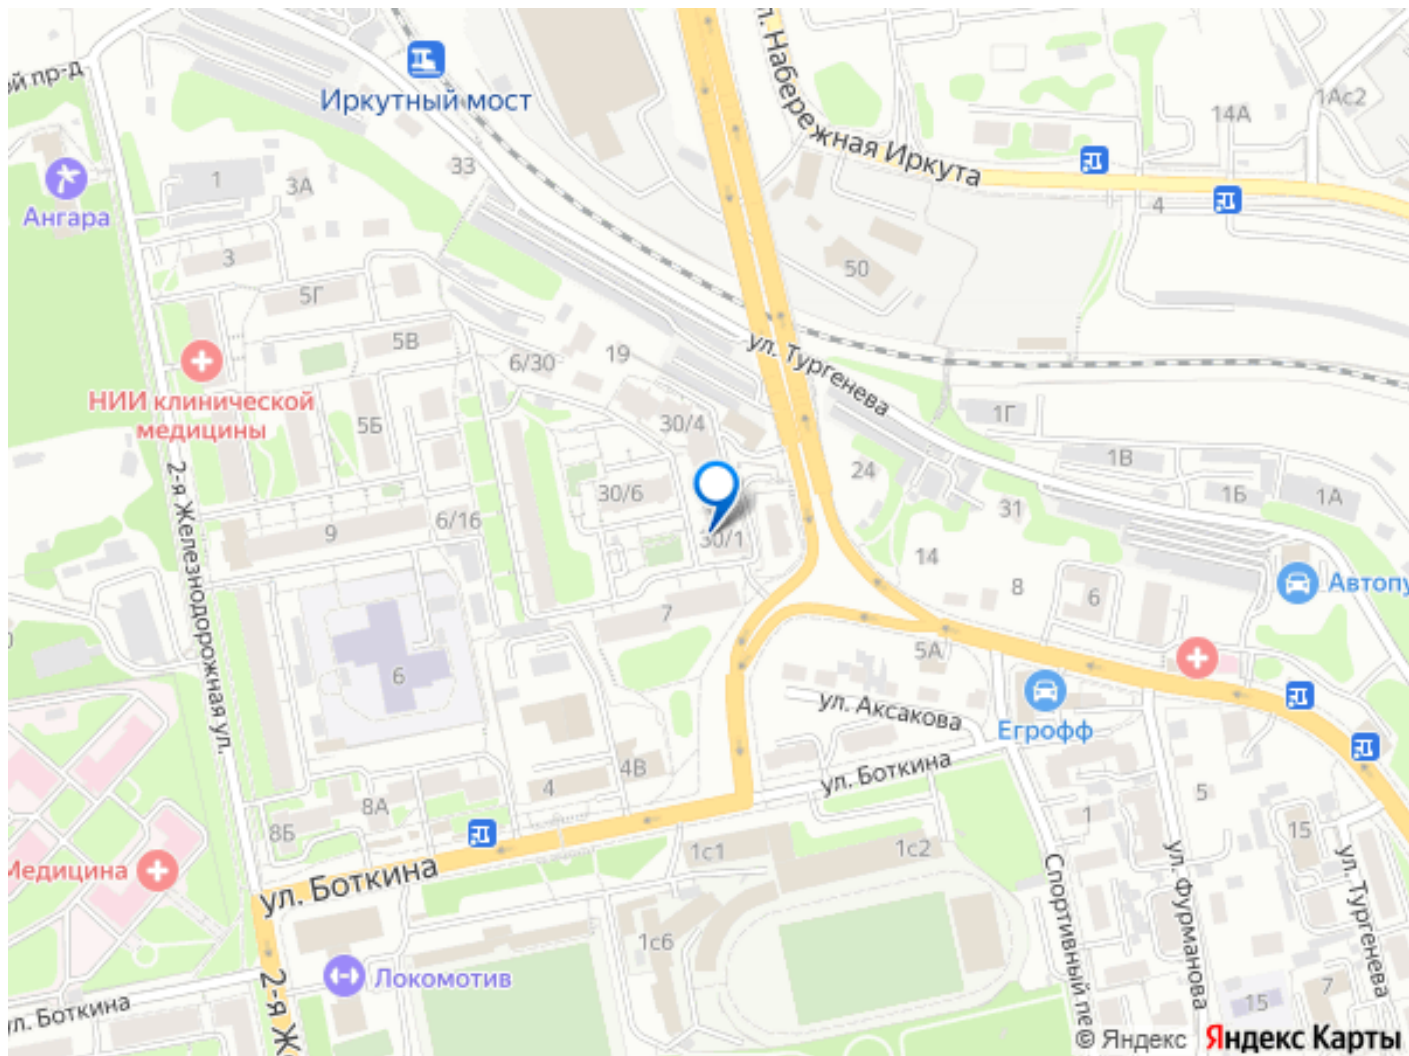 ой пр-д
Иркутный мост
ул. Набережная Иркута
1Ас2
14А
33
1
3А
Ангара
4
3
5Г
50
5В
6/30
19
ул. Тургенева
НИИ клинической
медицины
5Б
30/4
1Г
24
1В
1Б
1А
2-я Железнодорожная ул.
30/6
6/16
9
30/1
31
14
8
6
Автопу
7
5А
6
ул. Аксакова
Егрофф
ул. Боткина
4В
4
8А
8Б
5
1
15
1с1
1с2
Медицина
ул. Боткина
Спортивный пе
ул. Фурманова
ул. Тургенева
1с6
Локомотив
2-я Ж
ул. Боткина
15
7
© Яндекс Яндекс Карты